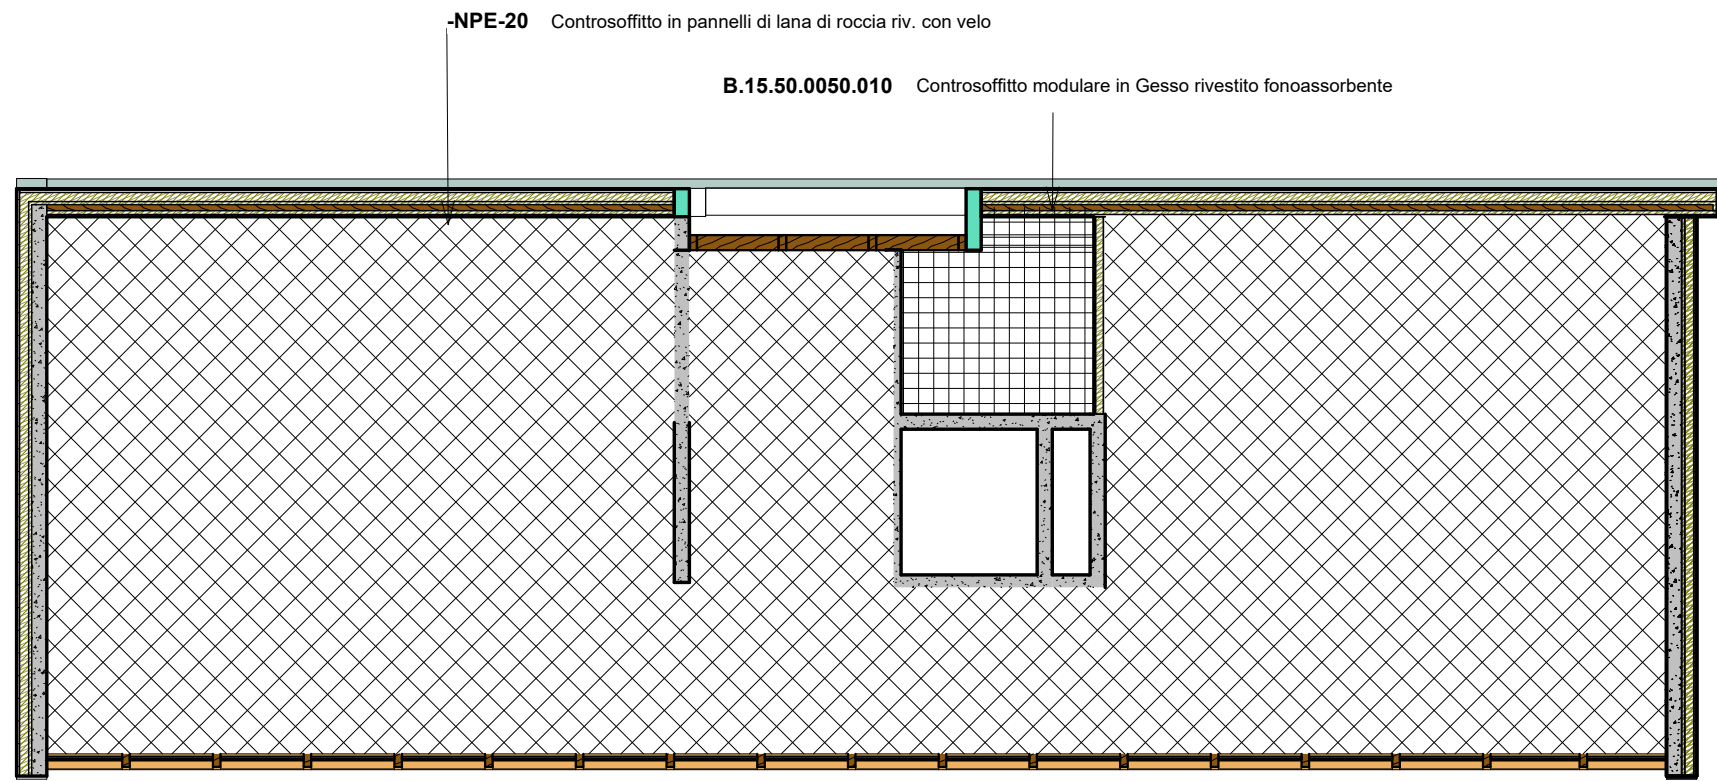 -NPE-20 Controsoffitto in pannelli di lana di roccia riv. con velo
B.15.50.0050.010 Controsoffitto modulare in Gesso rivestito fonoassorbente